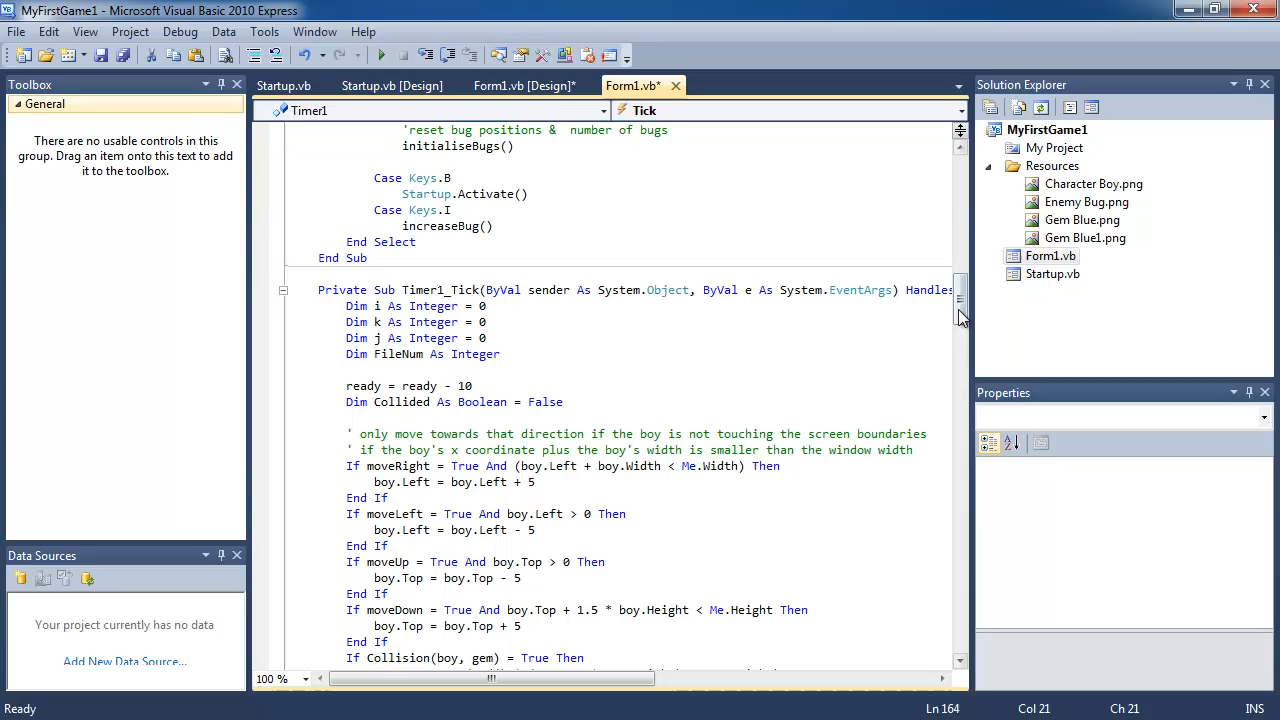 MyFirstGame1 - Microsoft Visual Basic 2010 Express
File Edit View Project Debug Data Tools Window Help
Toolbox
General
There are no usable controls in this
group. Drag an item onto this text to add
it to the toolbox.
Data Sources
Your project currently has no data
Add New Data Source...
Startup.vb Startup.vb [Design] Form1.vb [Design]* Form1.vb*
Timer1 Tick
'reset bug positions & number of bugs
initialiseBugs()
Case Keys.B
Startup.Activate()
Case Keys.I
increaseBug()
End Select
End Sub
Private Sub Timer1_Tick(ByVal sender As System.Object, ByVal e As System.EventArgs) Handles
Dim i As Integer = 0
Dim k As Integer = 0
Dim j As Integer = 0
Dim FileNum As Integer
ready = ready - 10
Dim Collided As Boolean = False
' only move towards that direction if the boy is not touching the screen boundaries
' if the boy's x coordinate plus the boy's width is smaller than the window width
If moveRight = True And (boy.Left + boy.Width < Me.Width) Then
boy.Left = boy.Left + 5
End If
If moveLeft = True And boy.Left > 0 Then
boy.Left = boy.Left - 5
End If
If moveUp = True And boy.Top > 0 Then
boy.Top = boy.Top - 5
End If
If moveDown = True And boy.Top + 1.5 * boy.Height < Me.Height Then
boy.Top = boy.Top + 5
End If
If Collision(boy, gem) = True Then
100 %
Solution Explorer
MyFirstGame1
My Project
Resources
Character Boy.png
Enemy Bug.png
Gem Blue.png
Gem Blue1.png
Form1.vb
Startup.vb
Properties
Ready Ln 164 Col 21 Ch 21 INS